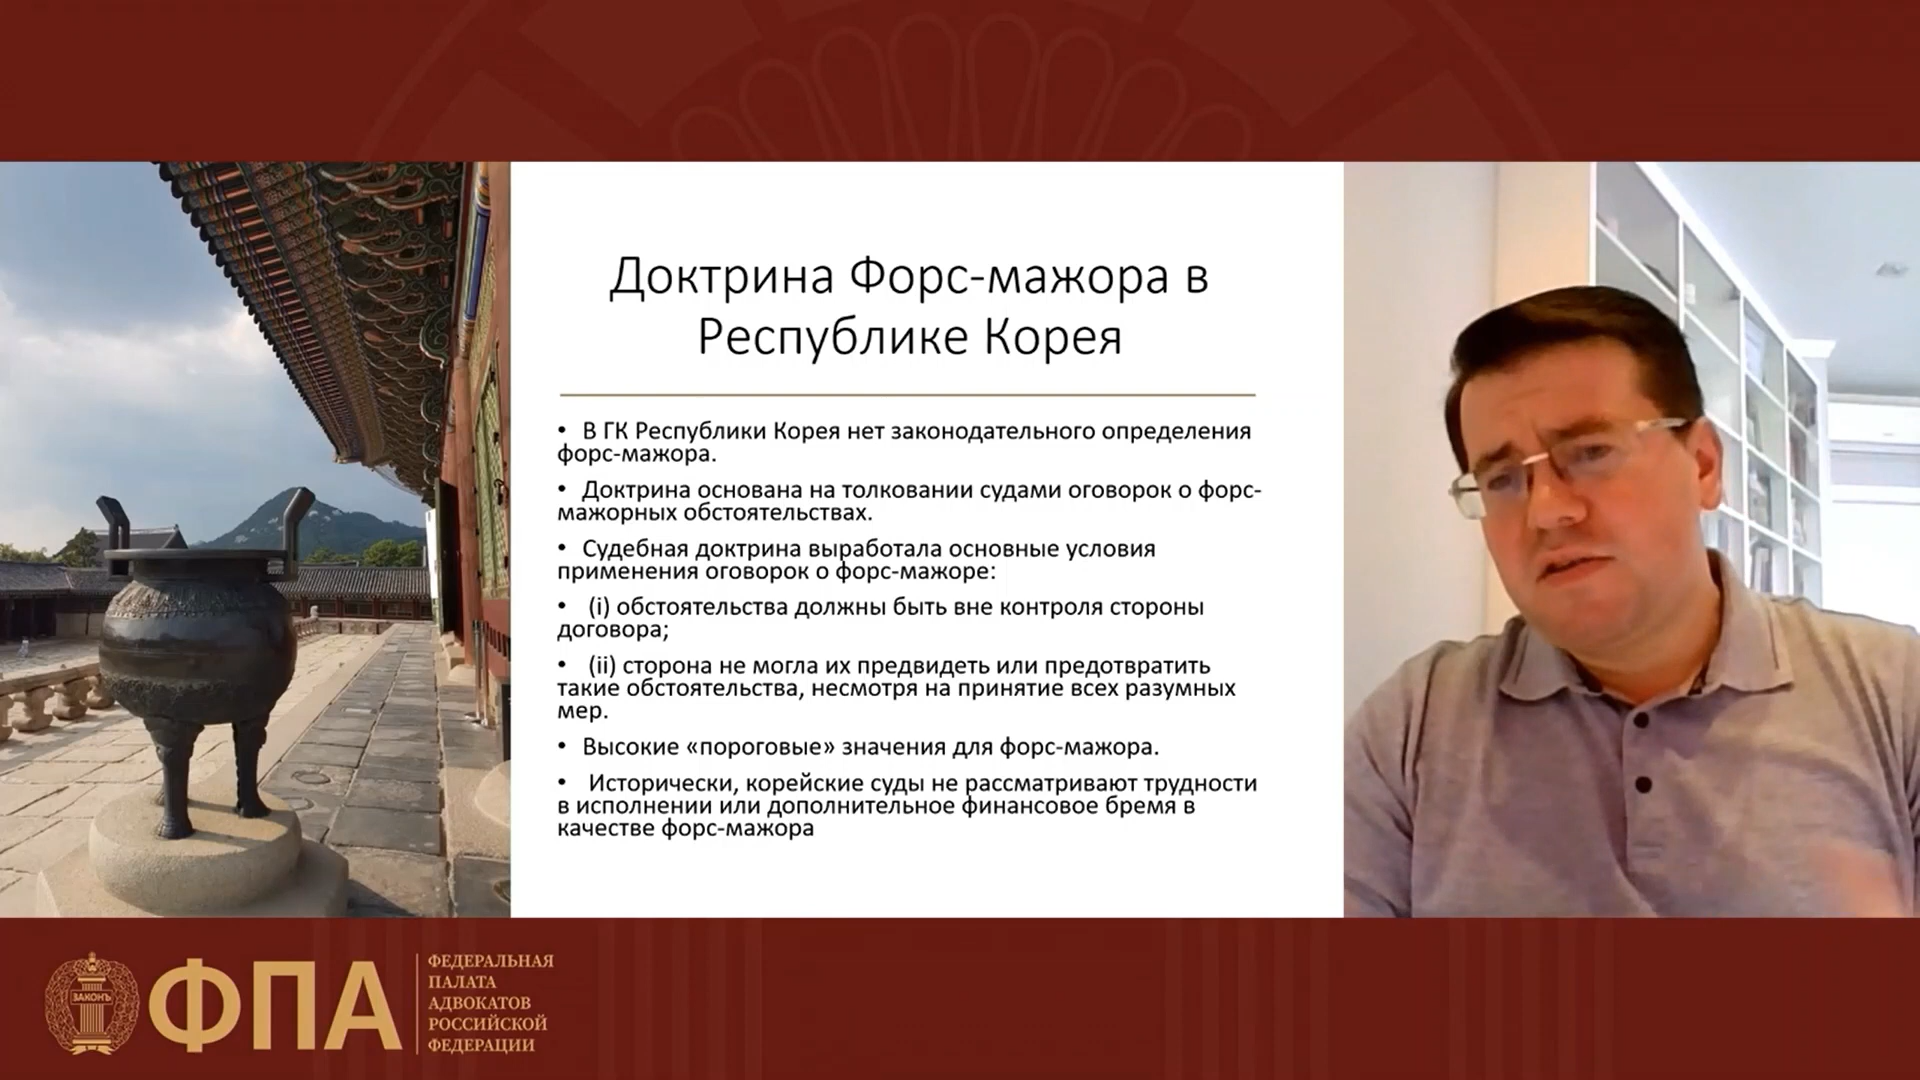 Доктрина Форс-мажора в
Республике Корея
• В ГК Республики Корея нет законодательного определения
форс-мажора.
• Доктрина основана на толковании судами оговорок о форс-
мажорных обстоятельствах.
• Судебная доктрина выработала основные условия
применения оговорок о форс-мажоре:
• (i) обстоятельства должны быть вне контроля стороны
договора;
• (ii) сторона не могла их предвидеть или предотвратить
такие обстоятельства, несмотря на принятие всех разумных
мер.
• Высокие «пороговые» значения для форс-мажора.
• Исторически, корейские суды не рассматривают трудности
в исполнении или дополнительное финансовое бремя в
качестве форс-мажора
ЗАКОНЪ
ФПА
ФЕДЕРАЛЬНАЯ
ПАЛАТА
АДВОКАТОВ
РОССИЙСКОЙ
ФЕДЕРАЦИИ